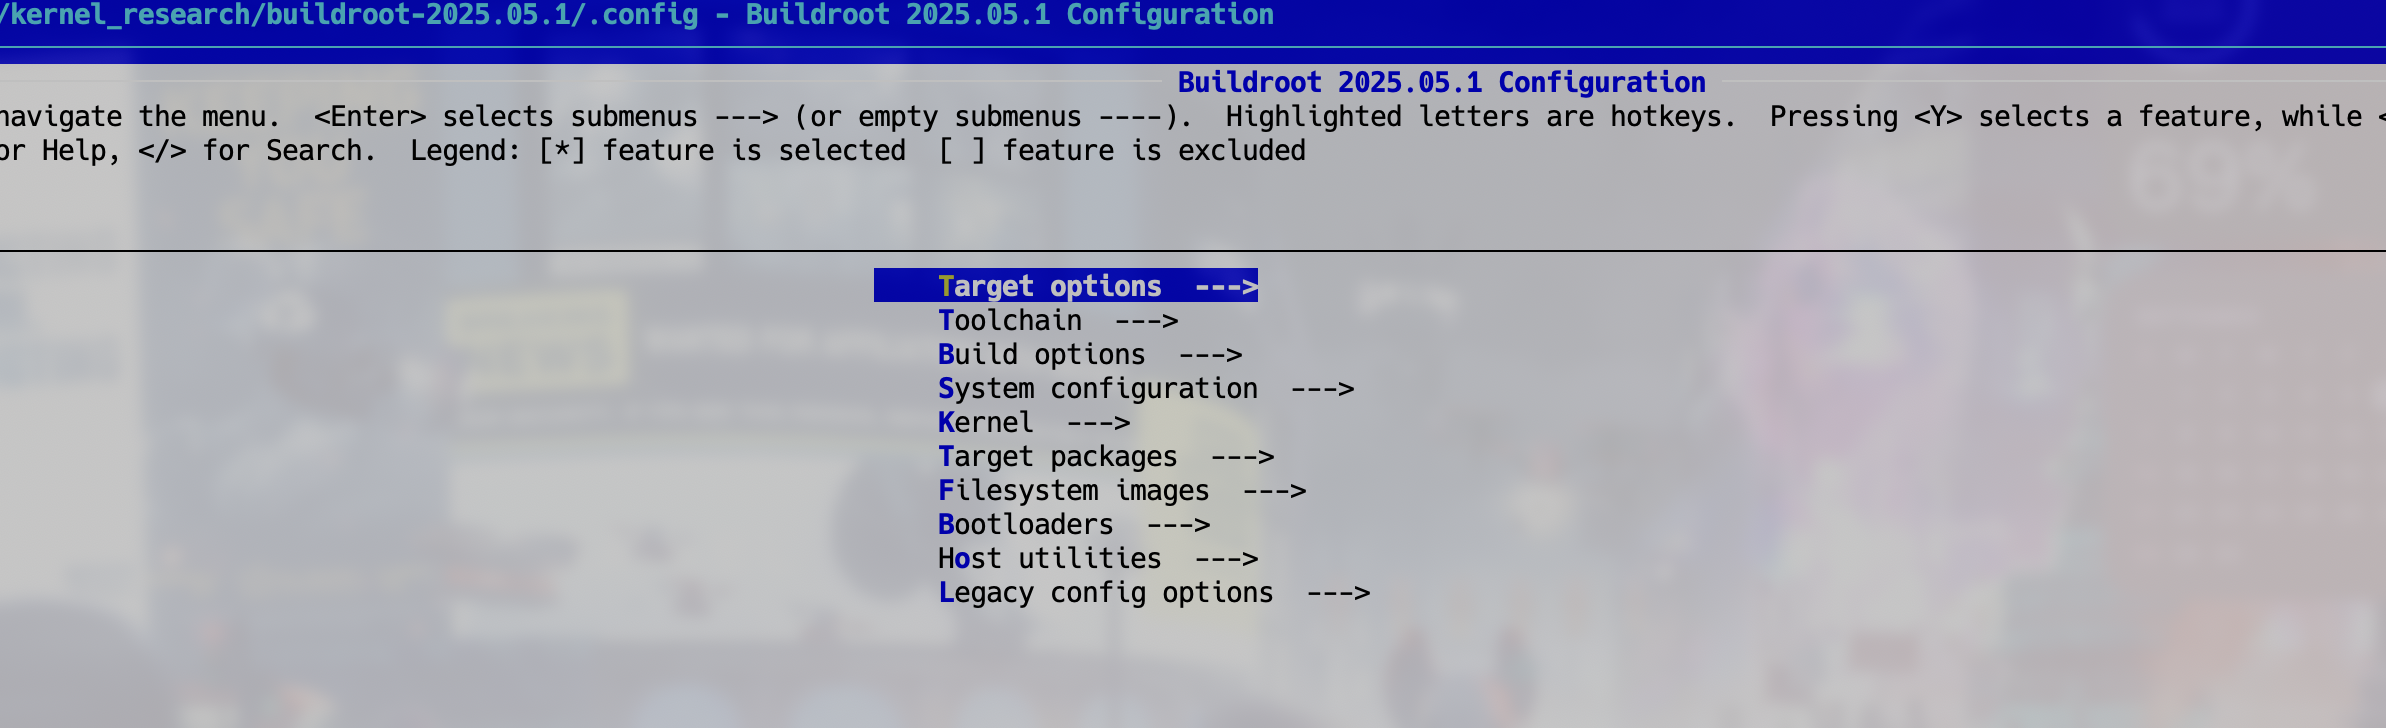 /kernel_research/buildroot-2025.05.1/.config - Buildroot 2025.05.1 Configuration
Buildroot 2025.05.1 Configuration
navigate the menu.  <Enter> selects submenus ---> (or empty submenus ----).  Highlighted letters are hotkeys.  Pressing <Y> selects a feature, while <
or Help, </> for Search.  Legend: [*] feature is selected  [ ] feature is excluded
69%
Target options  --->
Toolchain  --->
Build options  --->
System configuration  --->
Kernel  --->
Target packages  --->
Filesystem images  --->
Bootloaders  --->
Host utilities  --->
Legacy config options  --->